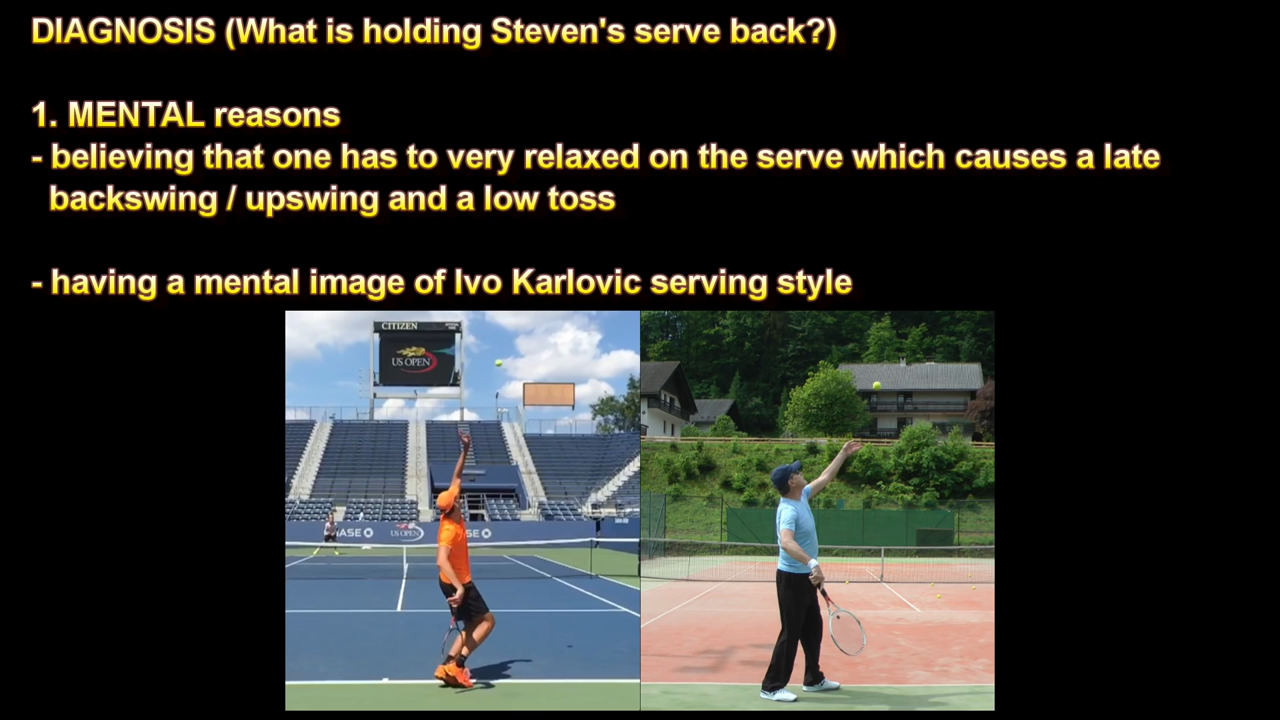 DIAGNOSIS (What is holding Steven's serve back?)
1. MENTAL reasons
- believing that one has to very relaxed on the serve which causes a late
backswing / upswing and a low toss
- having a mental image of Ivo Karlovic serving style
CITIZEN
US OPEN
US OPEN